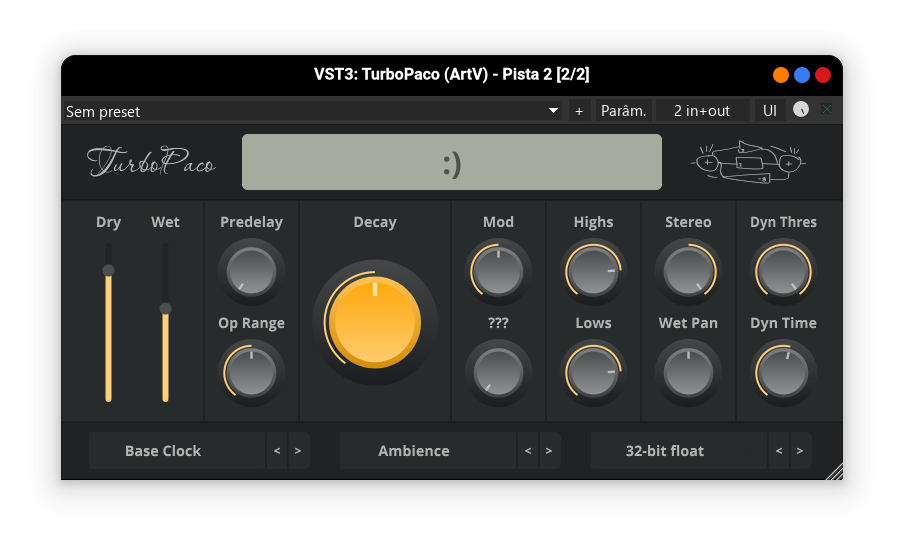 VST3: TurboPaco (ArtV) - Pista 2 [2/2]
Sem preset + Parâm. 2 in+out UI
TurboPaco :)
Dry Wet Predelay Decay Mod Highs Stereo Dyn Thres
Op Range ??? Lows Wet Pan Dyn Time
Base Clock < > Ambience < > 32-bit float < >